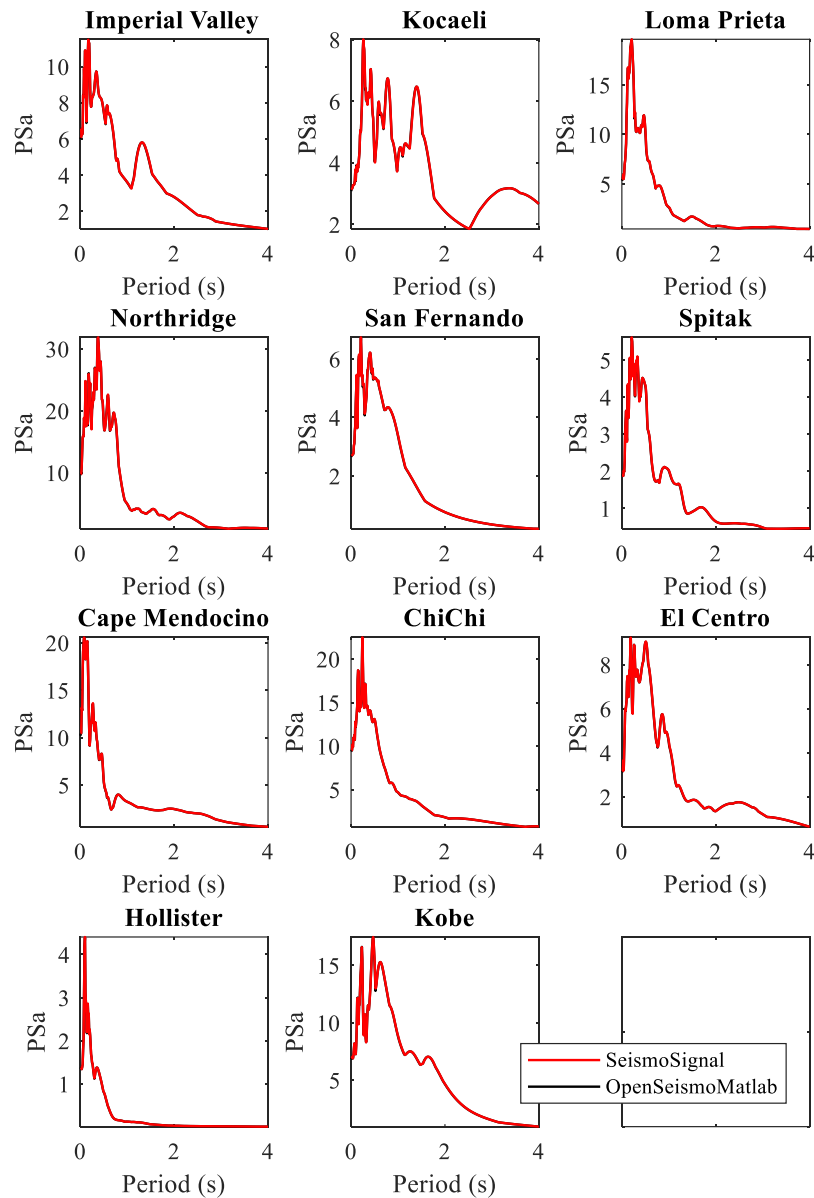 Imperial Valley
10
8
6
4
2
PSa
0
2
4
Period (s)
Kocaeli
8
6
4
2
PSa
0
2
4
Period (s)
Loma Prieta
15
10
5
PSa
0
2
4
Period (s)
Northridge
30
20
10
PSa
0
2
4
Period (s)
San Fernando
6
4
2
PSa
0
2
4
Period (s)
Spitak
5
4
3
2
1
PSa
0
2
4
Period (s)
Cape Mendocino
20
15
10
5
PSa
0
2
4
Period (s)
ChiChi
20
15
10
5
PSa
0
2
4
Period (s)
El Centro
8
6
4
2
PSa
0
2
4
Period (s)
Hollister
4
3
2
1
PSa
0
2
4
Period (s)
Kobe
15
10
5
PSa
0
2
4
Period (s)
SeismoSignal
OpenSeismoMatlab